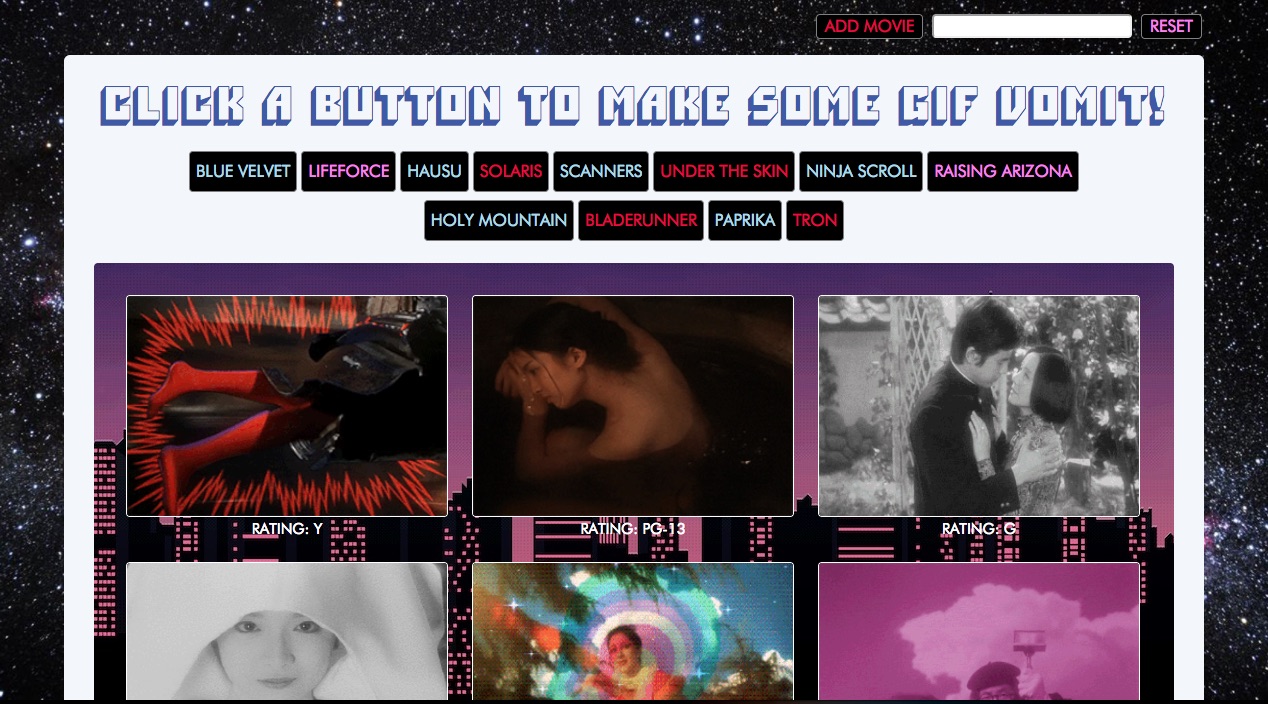 ADD MOVIE RESET
CLICK A BUTTON TO MAKE SOME GIF VOMIT!
BLUE VELVET LIFEFORCE HAUSU SOLARIS SCANNERS UNDER THE SKIN NINJA SCROLL RAISING ARIZONA
HOLY MOUNTAIN BLADERUNNER PAPRIKA TRON
RATING: Y RATING: PG-13 RATING: G